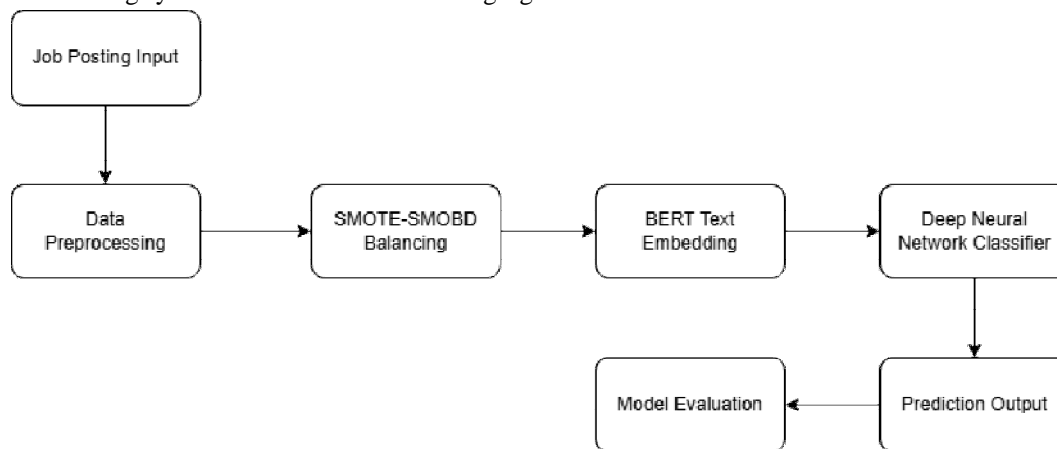 Job Posting Input
Data
Preprocessing
SMOTE-SMOBD
Balancing
BERT Text
Embedding
Deep Neural
Network Classifier
Model Evaluation
Prediction Output